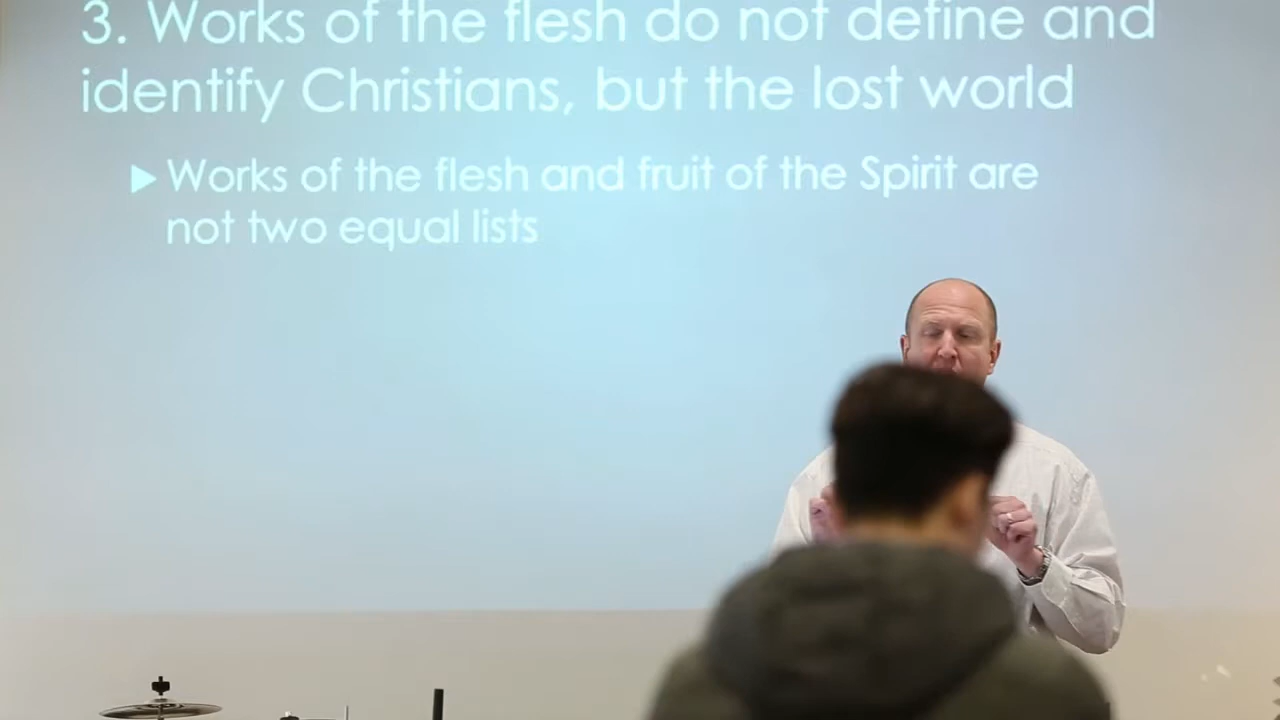 3. Works of the flesh do not define and
identify Christians, but the lost world
Works of the flesh and fruit of the Spirit are
not two equal lists